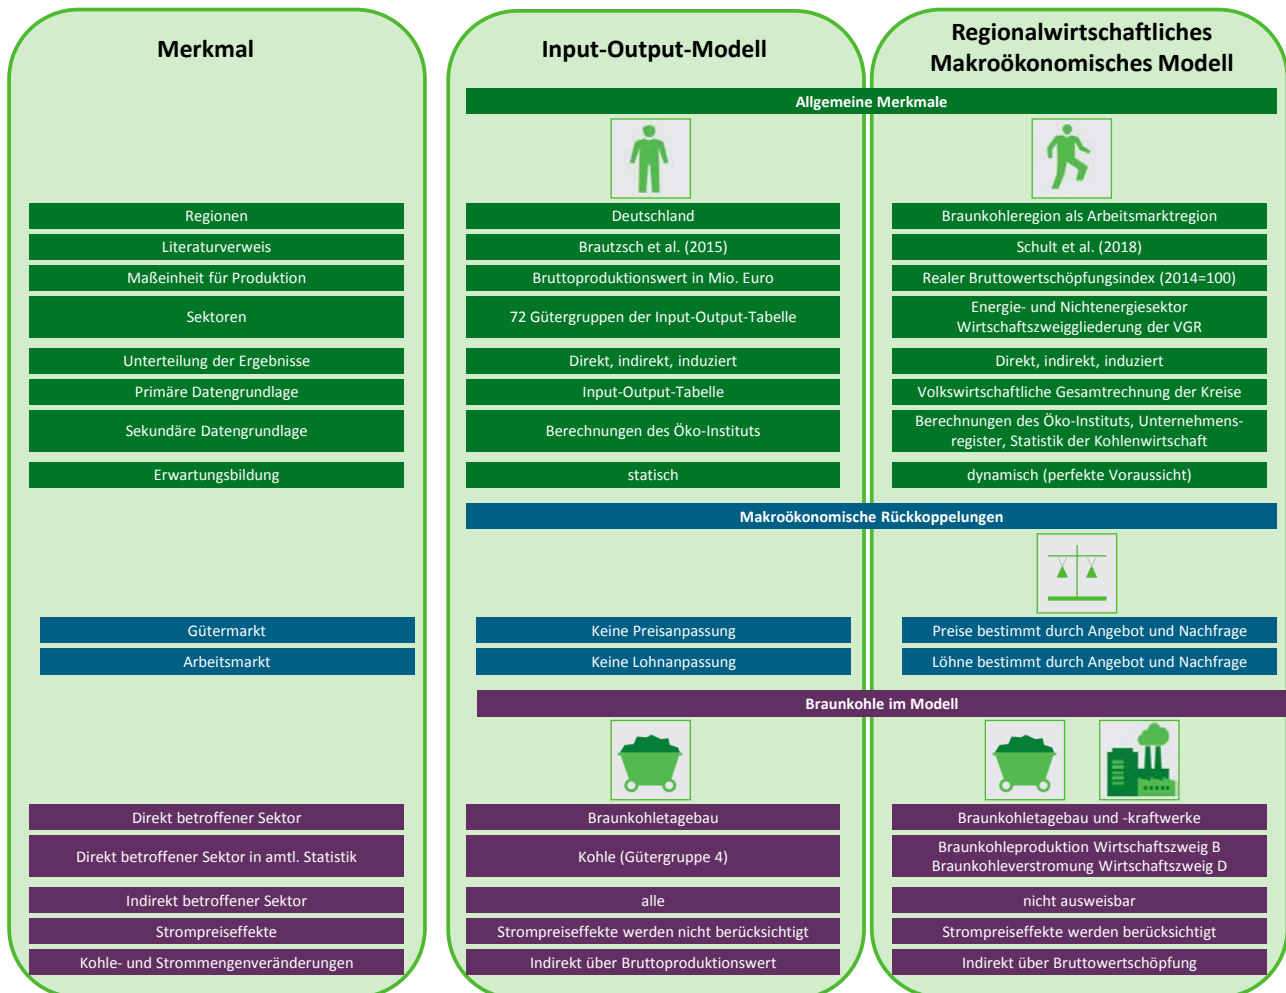 Merkmal
Input-Output-Modell
Regionalwirtschaftliches
Makroökonomisches Modell
Allgemeine Merkmale
Regionen
Deutschland
Braunkohleregion als Arbeitsmarktregion
Literaturverweis
Brautzsch et al. (2015)
Schult et al. (2018)
Maßeinheit für Produktion
Bruttoproduktionswert in Mio. Euro
Realer Bruttowertschöpfungsindex (2014=100)
Sektoren
72 Gütergruppen der Input-Output-Tabelle
Energie- und Nichtenergiesektor
Wirtschaftszweiggliederung der VGR
Unterteilung der Ergebnisse
Direkt, indirekt, induziert
Direkt, indirekt, induziert
Primäre Datengrundlage
Input-Output-Tabelle
Volkswirtschaftliche Gesamtrechnung der Kreise
Sekundäre Datengrundlage
Berechnungen des Öko-Instituts
Berechnungen des Öko-Instituts, Unternehmens-
register, Statistik der Kohlenwirtschaft
Erwartungsbildung
statisch
dynamisch (perfekte Voraussicht)
Makroökonomische Rückkoppelungen
Gütermarkt
Keine Preisanpassung
Preise bestimmt durch Angebot und Nachfrage
Arbeitsmarkt
Keine Lohnanpassung
Löhne bestimmt durch Angebot und Nachfrage
Braunkohle im Modell
Direkt betroffener Sektor
Braunkohletagebau
Braunkohletagebau und -kraftwerke
Direkt betroffener Sektor in amtl. Statistik
Kohle (Gütergruppe 4)
Braunkohleproduktion Wirtschaftszweig B
Braunkohleverstromung Wirtschaftszweig D
Indirekt betroffener Sektor
alle
nicht ausweisbar
Strompreiseffekte
Strompreiseffekte werden nicht berücksichtigt
Strompreiseffekte werden berücksichtigt
Kohle- und Strommengenveränderungen
Indirekt über Bruttoproduktionswert
Indirekt über Bruttowertschöpfung